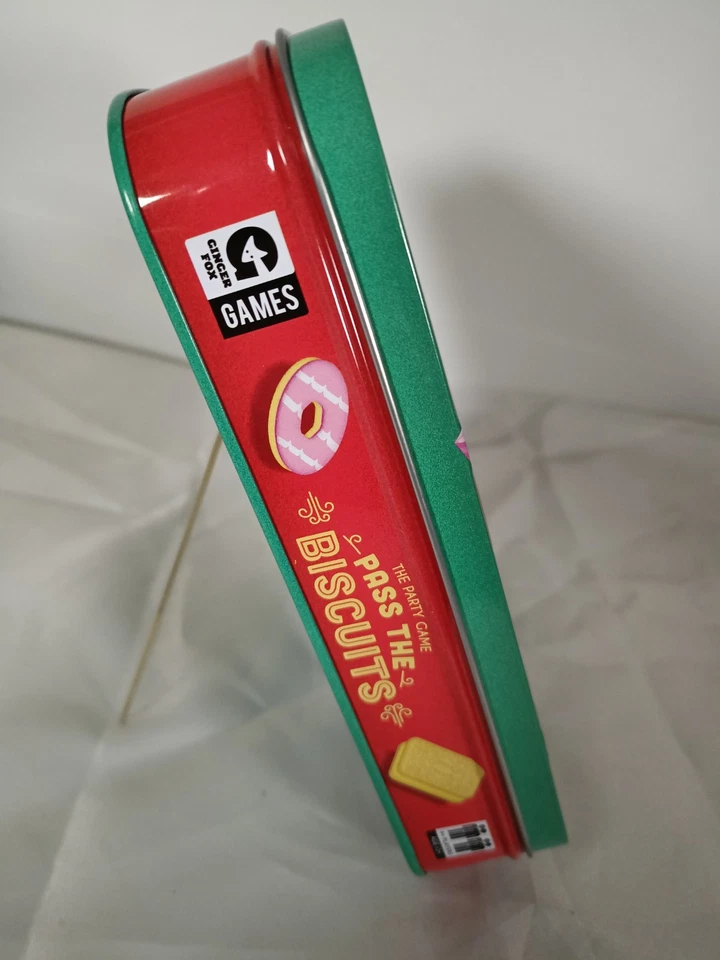 GINGER
FOX
GAMES
THE PARTY GAME
PASS THE
BISCUITS